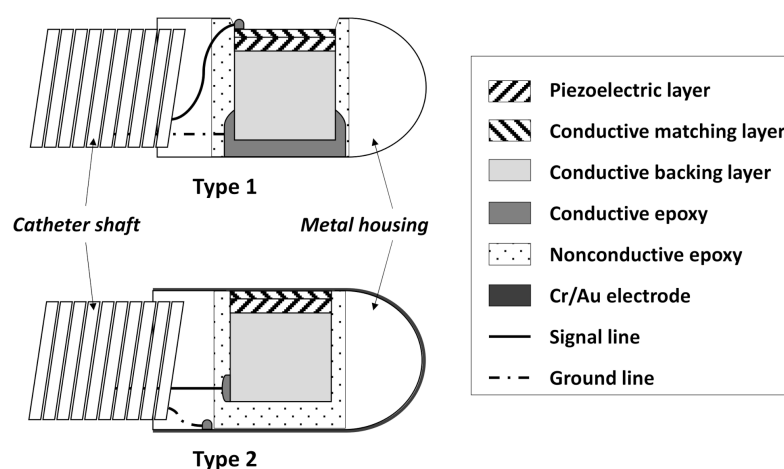 Type 1
Catheter shaft
Metal housing
Type 2
Piezoelectric layer
Conductive matching layer
Conductive backing layer
Conductive epoxy
Nonconductive epoxy
Cr/Au electrode
Signal line
Ground line